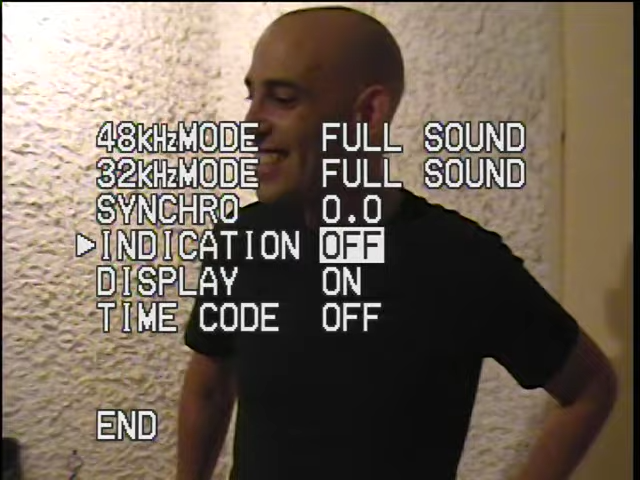 48kHzMODE FULL SOUND
32kHzMODE FULL SOUND
SYNCHRO 0.0
▶INDICATION OFF
DISPLAY ON
TIME CODE OFF
END